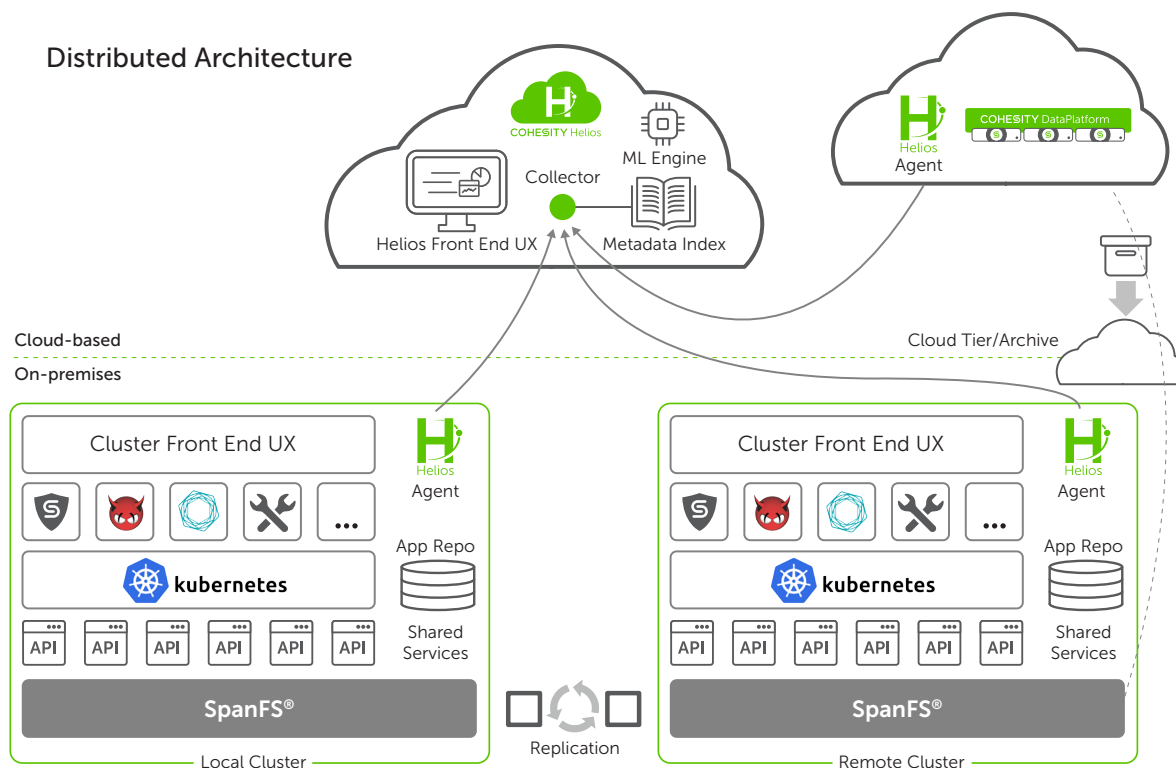 Distributed Architecture
H
COHESITY Helios
ML Engine
Collector
Helios Front End UX
Metadata Index
H
Helios
Agent
COHESITY DataPlatform
S
S
S
Cloud-based
Cloud Tier/Archive
On-premises
Cluster Front End UX
H
Helios
Agent
S
...
App Repo
kubernetes
API
API
API
API
API
API
Shared
Services
SpanFS®
Local Cluster
Replication
Cluster Front End UX
H
Helios
Agent
S
...
App Repo
kubernetes
API
API
API
API
API
API
Shared
Services
SpanFS®
Remote Cluster